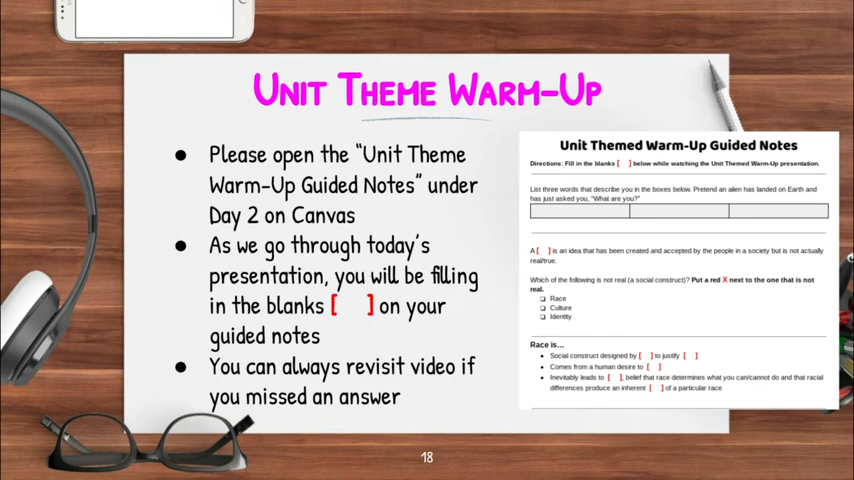 Unit Theme Warm-Up
● Please open the “Unit Theme
Warm-Up Guided Notes” under
Day 2 on Canvas
● As we go through today's
presentation, you will be filling
in the blanks [ ] on your
guided notes
● You can always revisit video if
you missed an answer
Unit Themed Warm-Up Guided Notes
Directions: Fill in the blanks [ ] below while watching the Unit Themed Warm-Up presentation.
List three words that describe you in the boxes below. Pretend an alien has landed on Earth and
has just asked you, “What are you?”
A [ ] is an idea that has been created and accepted by the people in a society but is not actually
real/true.
Which of the following is not real (a social construct)? Put a red X next to the one that is not
real.
❑ Race
❑ Culture
❑ Identity
Race is…
● Social construct designed by [ ] to justify [ ]
● Comes from a human desire to [ ]
● Inevitably leads to [ ], belief that race determines what you can/cannot do and that racial
differences produce an inherent [ ] of a particular race
18